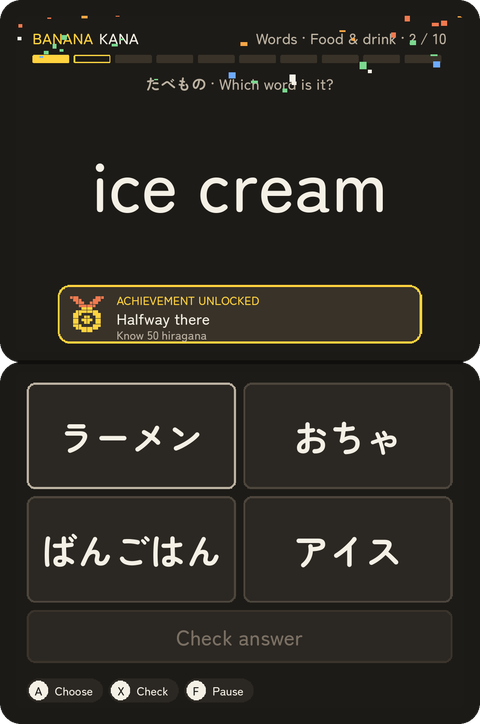 BANANA KANA
Words · Food & drink · 2 / 10
たべもの · Which word is it?
ice cream
ACHIEVEMENT UNLOCKED
Halfway there
Know 50 hiragana
ラーメン
おちゃ
ばんごはん
アイス
Check answer
A Choose
X Check
F Pause